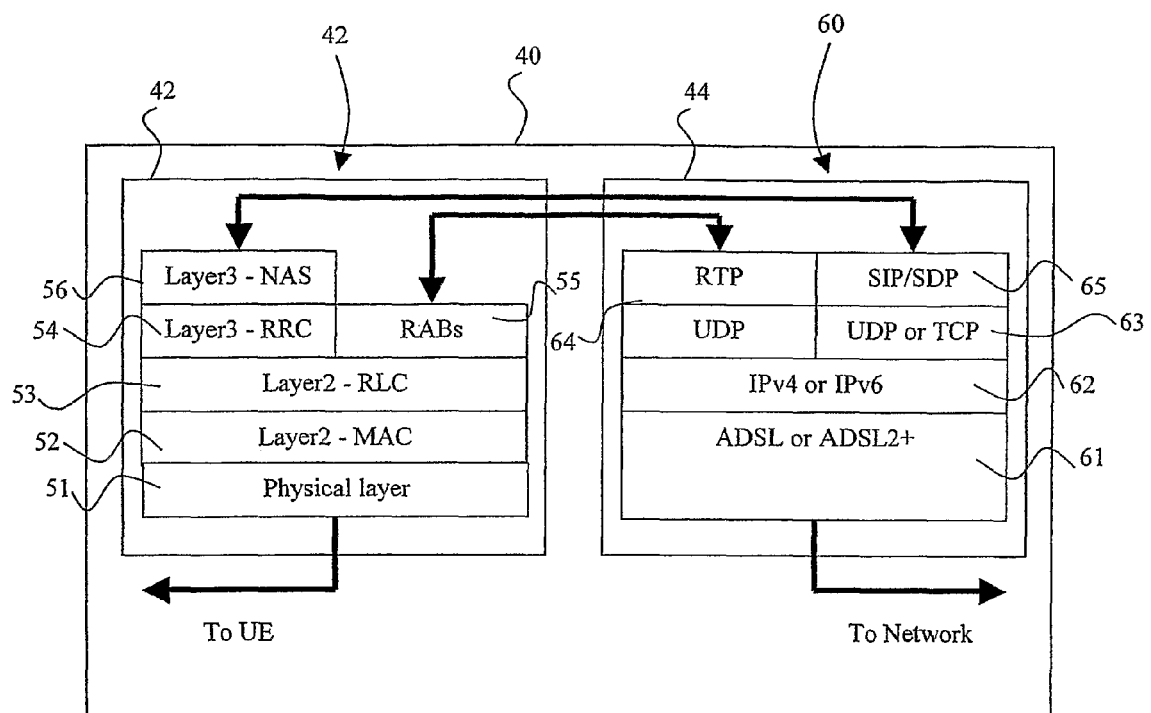 42
60
42
40
44
56
Layer3 - NAS
RTP
SIP/SDP
55
65
54
Layer3 - RRC
RABs
64
UDP
UDP or TCP
63
53
Layer2 - RLC
IPv4 or IPv6
62
52
Layer2 - MAC
ADSL or ADSL2+
61
51
Physical layer
To UE
To Network